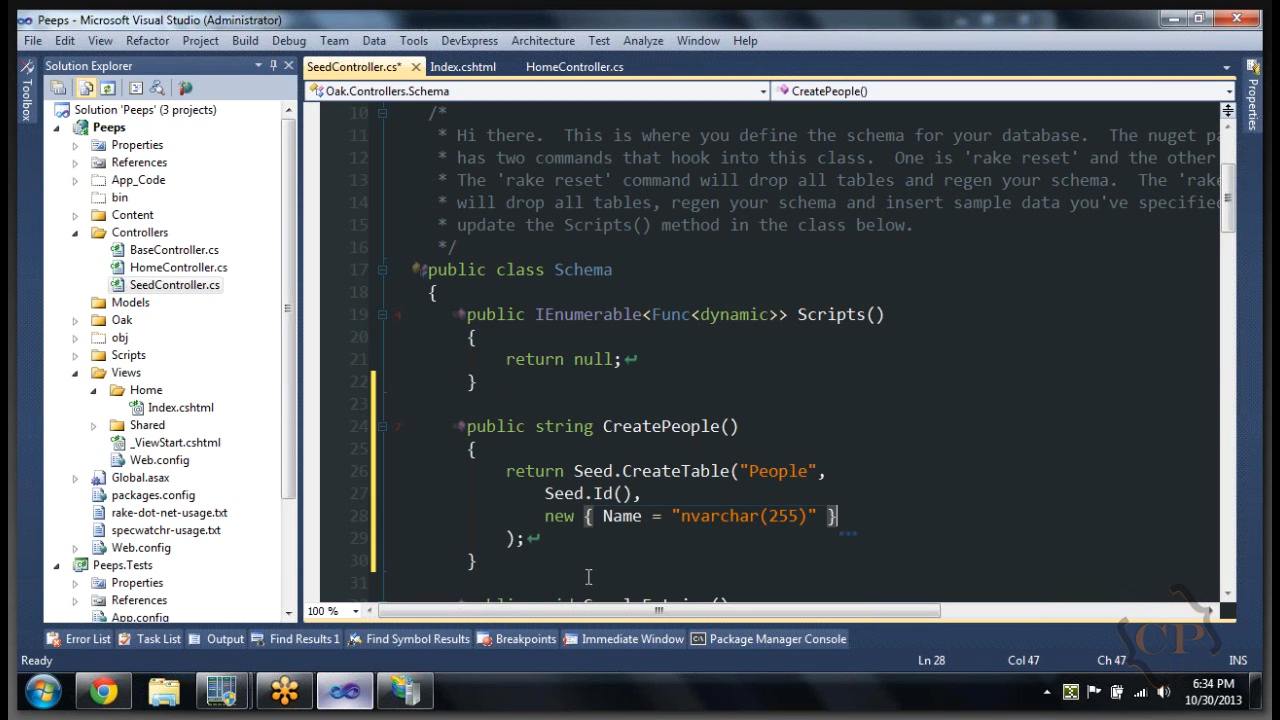 Peeps - Microsoft Visual Studio (Administrator)
File Edit View Refactor Project Build Debug Team Data Tools DevExpress Architecture Test Analyze Window Help
Solution Explorer
SeedController.cs* Index.cshtml HomeController.cs
Toolbox
Properties
Oak.Controllers.Schema CreatePeople()
Solution 'Peeps' (3 projects)
Peeps
Properties
References
App_Code
bin
Content
Controllers
BaseController.cs
HomeController.cs
SeedController.cs
Models
Oak
obj
Scripts
Views
Home
Index.cshtml
Shared
_ViewStart.cshtml
Web.config
Global.asax
packages.config
rake-dot-net-usage.txt
specwatchr-usage.txt
Web.config
Peeps.Tests
Properties
References
App.config
10 /*
11 * Hi there. This is where you define the schema for your database. The nuget
12 * has two commands that hook into this class. One is 'rake reset' and the other
13 * The 'rake reset' command will drop all tables and regen your schema. The 'rake
14 * will drop all tables, regen your schema and insert sample data you've specified
15 * update the Scripts() method in the class below.
16 */
17 public class Schema
18 {
19 public IEnumerable<Func<dynamic>> Scripts()
20 {
21 return null;
22 }
23
24 public string CreatePeople()
25 {
26 return Seed.CreateTable("People",
27 Seed.Id(),
28 new { Name = "nvarchar(255)" }
29 );
30 }
31
100 %
Error List Task List Output Find Results 1 Find Symbol Results Breakpoints Immediate Window Package Manager Console
Ready Ln 28 Col 47 Ch 47 INS
CP
6:34 PM
10/30/2013